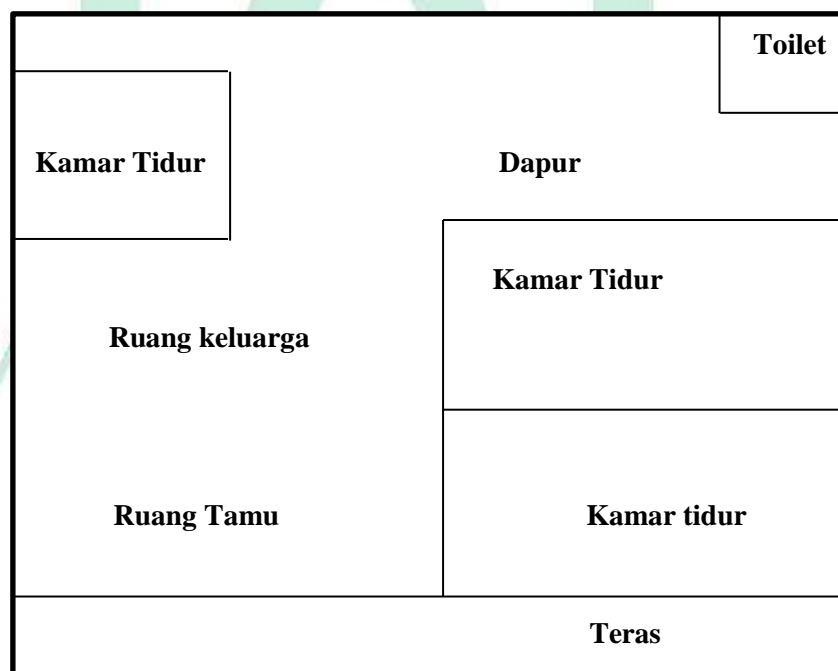 Toilet
Kamar Tidur
Dapur
Kamar Tidur
Ruang keluarga
Ruang Tamu
Kamar tidur
Teras